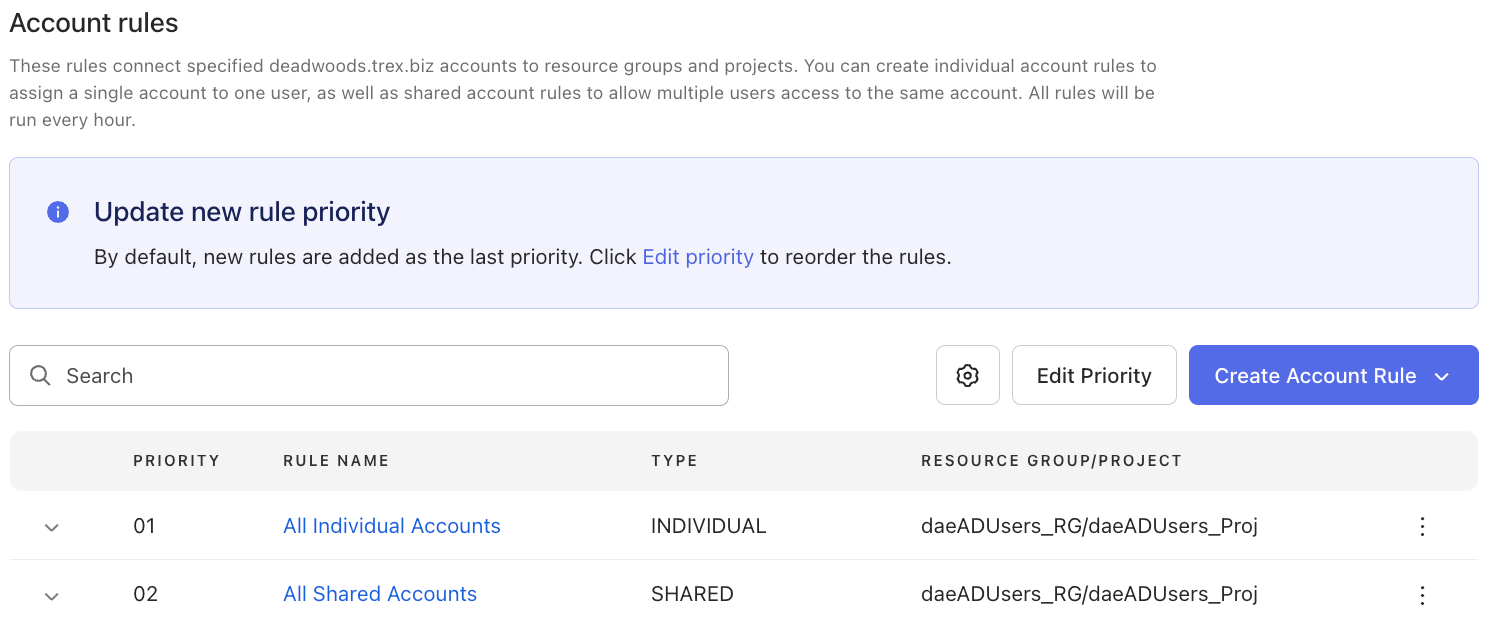 Account rules
These rules connect specified deadwoods.trex.biz accounts to resource groups and projects. You can create individual account rules to
assign a single account to one user, as well as shared account rules to allow multiple users access to the same account. All rules will be
run every hour.
Update new rule priority
By default, new rules are added as the last priority. Click Edit priority to reorder the rules.
Search
Edit Priority
Create Account Rule
PRIORITY RULE NAME TYPE RESOURCE GROUP/PROJECT
01 All Individual Accounts INDIVIDUAL daeADUsers_RG/daeADUsers_Proj
02 All Shared Accounts SHARED daeADUsers_RG/daeADUsers_Proj